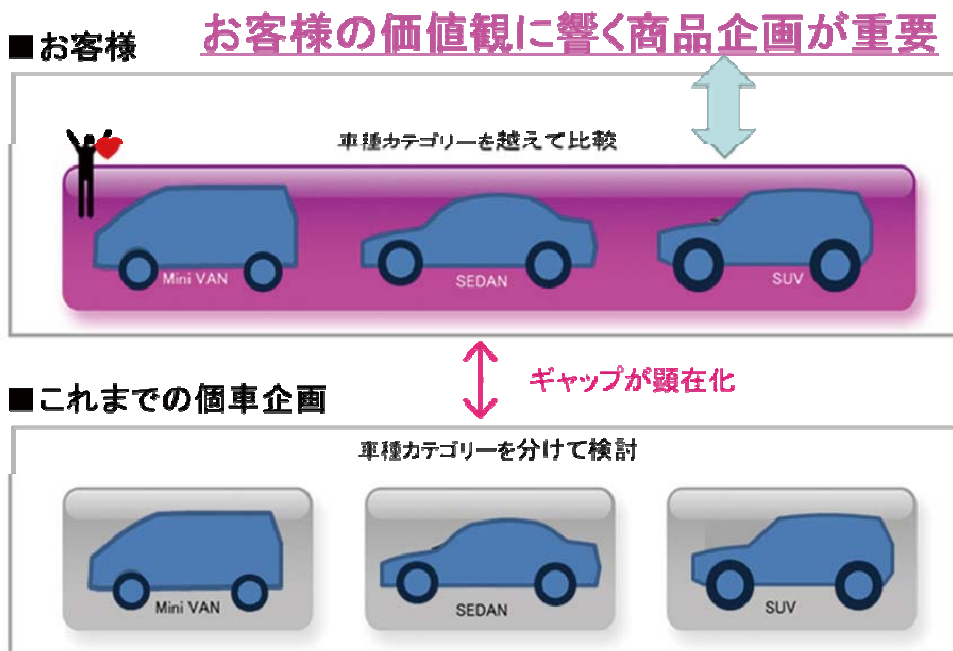 お客様の価値観に響く商品企画が重要
■お客様
車種カテゴリーを越えて比較
Mini VAN
SEDAN
SUV
ギャップが顕在化
■これまでの個車企画
車種カテゴリーを分けて検討
Mini VAN
SEDAN
SUV